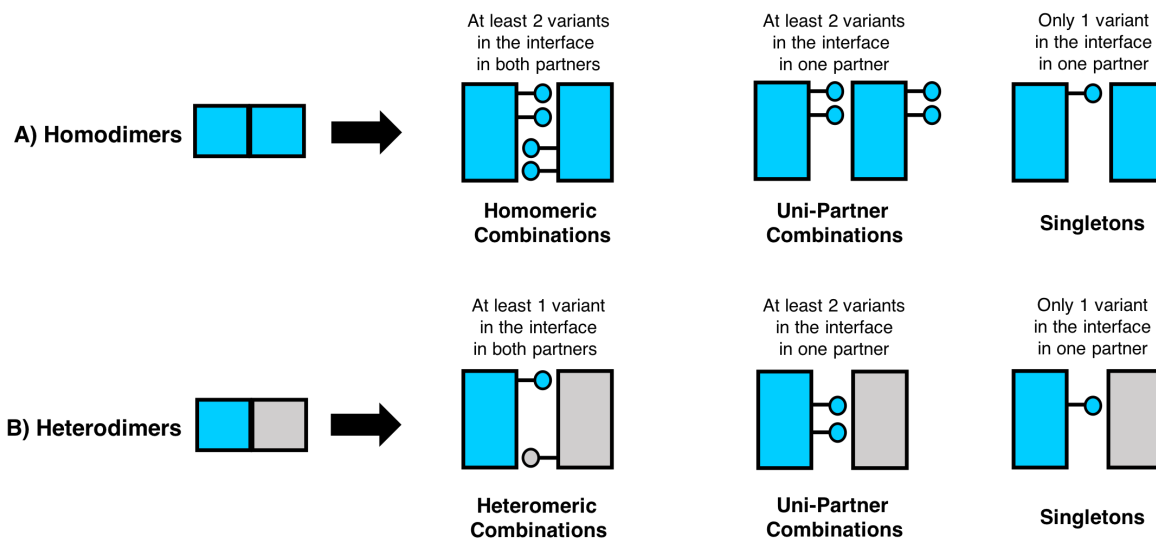 At least 2 variants
in the interface
in both partners
At least 2 variants
in the interface
in one partner
Only 1 variant
in the interface
in one partner
A) Homodimers
Homomeric
Combinations
Uni-Partner
Combinations
Singletons
At least 1 variant
in the interface
in both partners
At least 2 variants
in the interface
in one partner
Only 1 variant
in the interface
in one partner
B) Heterodimers
Heteromeric
Combinations
Uni-Partner
Combinations
Singletons